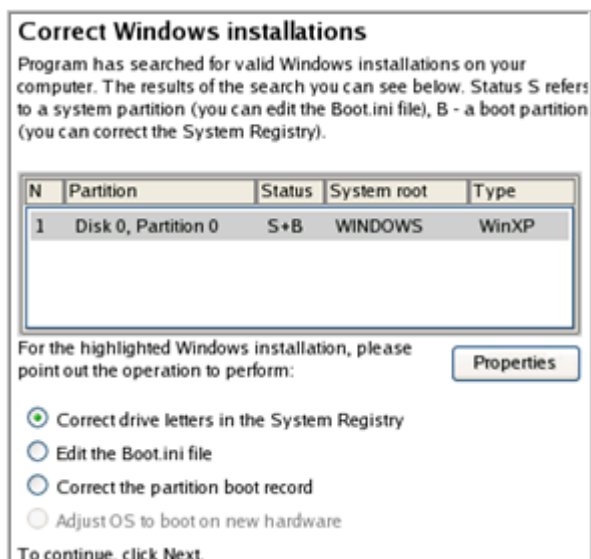 Correct Windows installations
Program has searched for valid Windows installations on your
computer. The results of the search you can see below. Status S refers
to a system partition (you can edit the Boot.ini file), B - a boot partition
(you can correct the System Registry).
N Partition Status System root Type
1 Disk 0, Partition 0 S+B WINDOWS WinXP
For the highlighted Windows installation, please
point out the operation to perform:
Properties
Correct drive letters in the System Registry
Edit the Boot.ini file
Correct the partition boot record
Adjust OS to boot on new hardware
To continue, click Next.